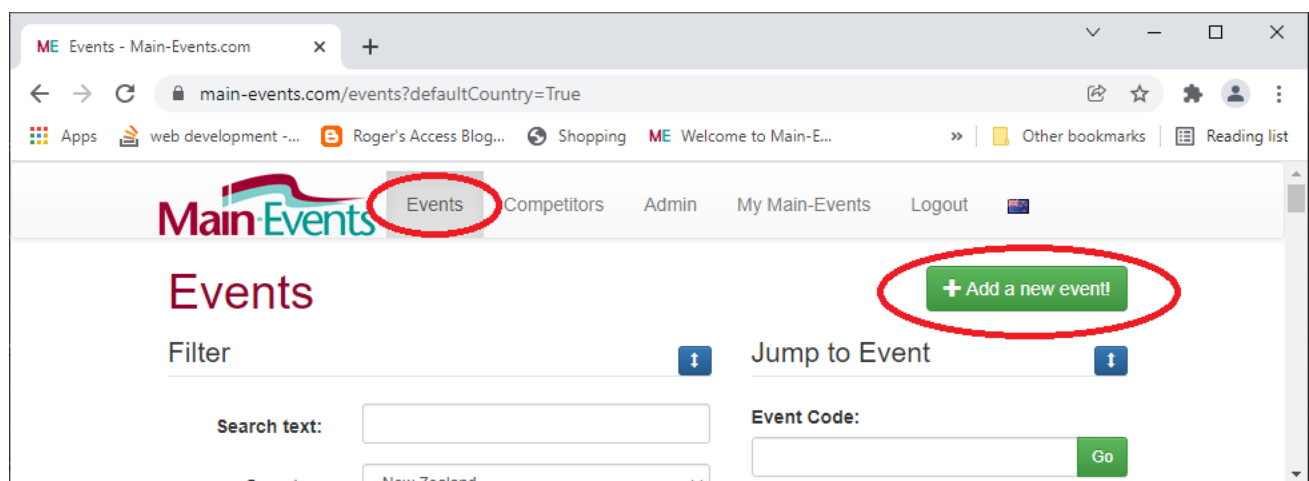 ME Events - Main-Events.com
main-events.com/events?defaultCountry=True
Apps web development -... Roger's Access Blog... Shopping ME Welcome to Main-E... » Other bookmarks Reading list
Main-Events Events Competitors Admin My Main-Events Logout
Events + Add a new event!
Filter Jump to Event
Search text: Event Code:
Go
New Zealand